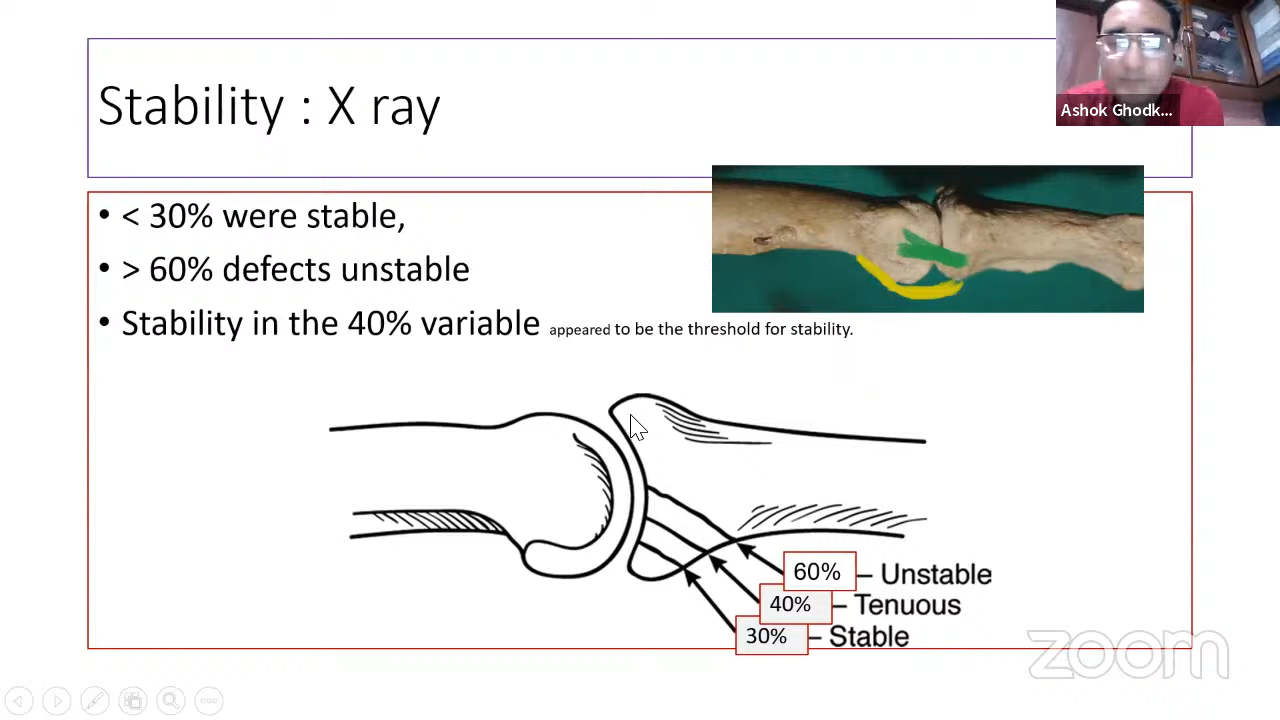 Ashok Ghodk...
Stability : X ray
• < 30% were stable,
• > 60% defects unstable
• Stability in the 40% variable appeared to be the threshold for stability.
60% – Unstable
40% – Tenuous
30% – Stable
zoom